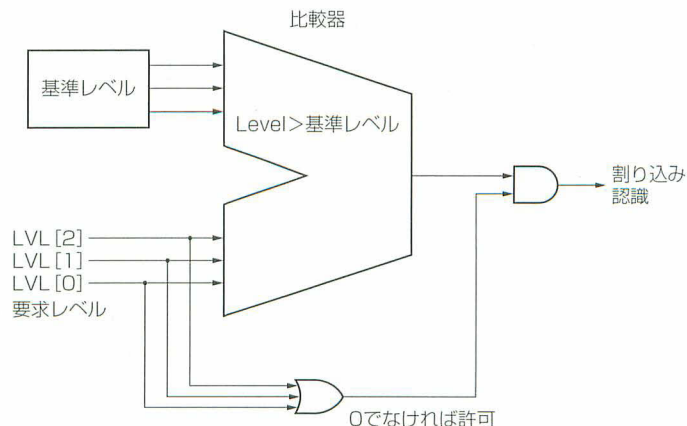 比較器
基準レベル
Level>基準レベル
割り込み
認識
LVL[2]
LVL[1]
LVL[0]
要求レベル
0でなければ許可